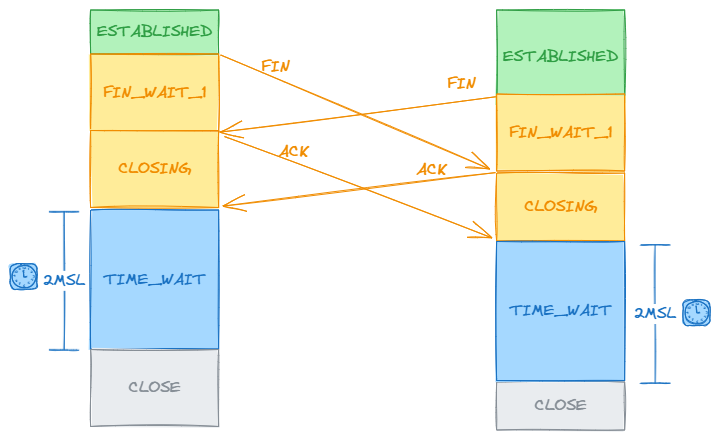 ESTABLISHED
FIN_WAIT_1
CLOSING
TIME_WAIT
2MSL
CLOSE
FIN
FIN
ACK
ACK
ESTABLISHED
FIN_WAIT_1
CLOSING
TIME_WAIT
2MSL
CLOSE